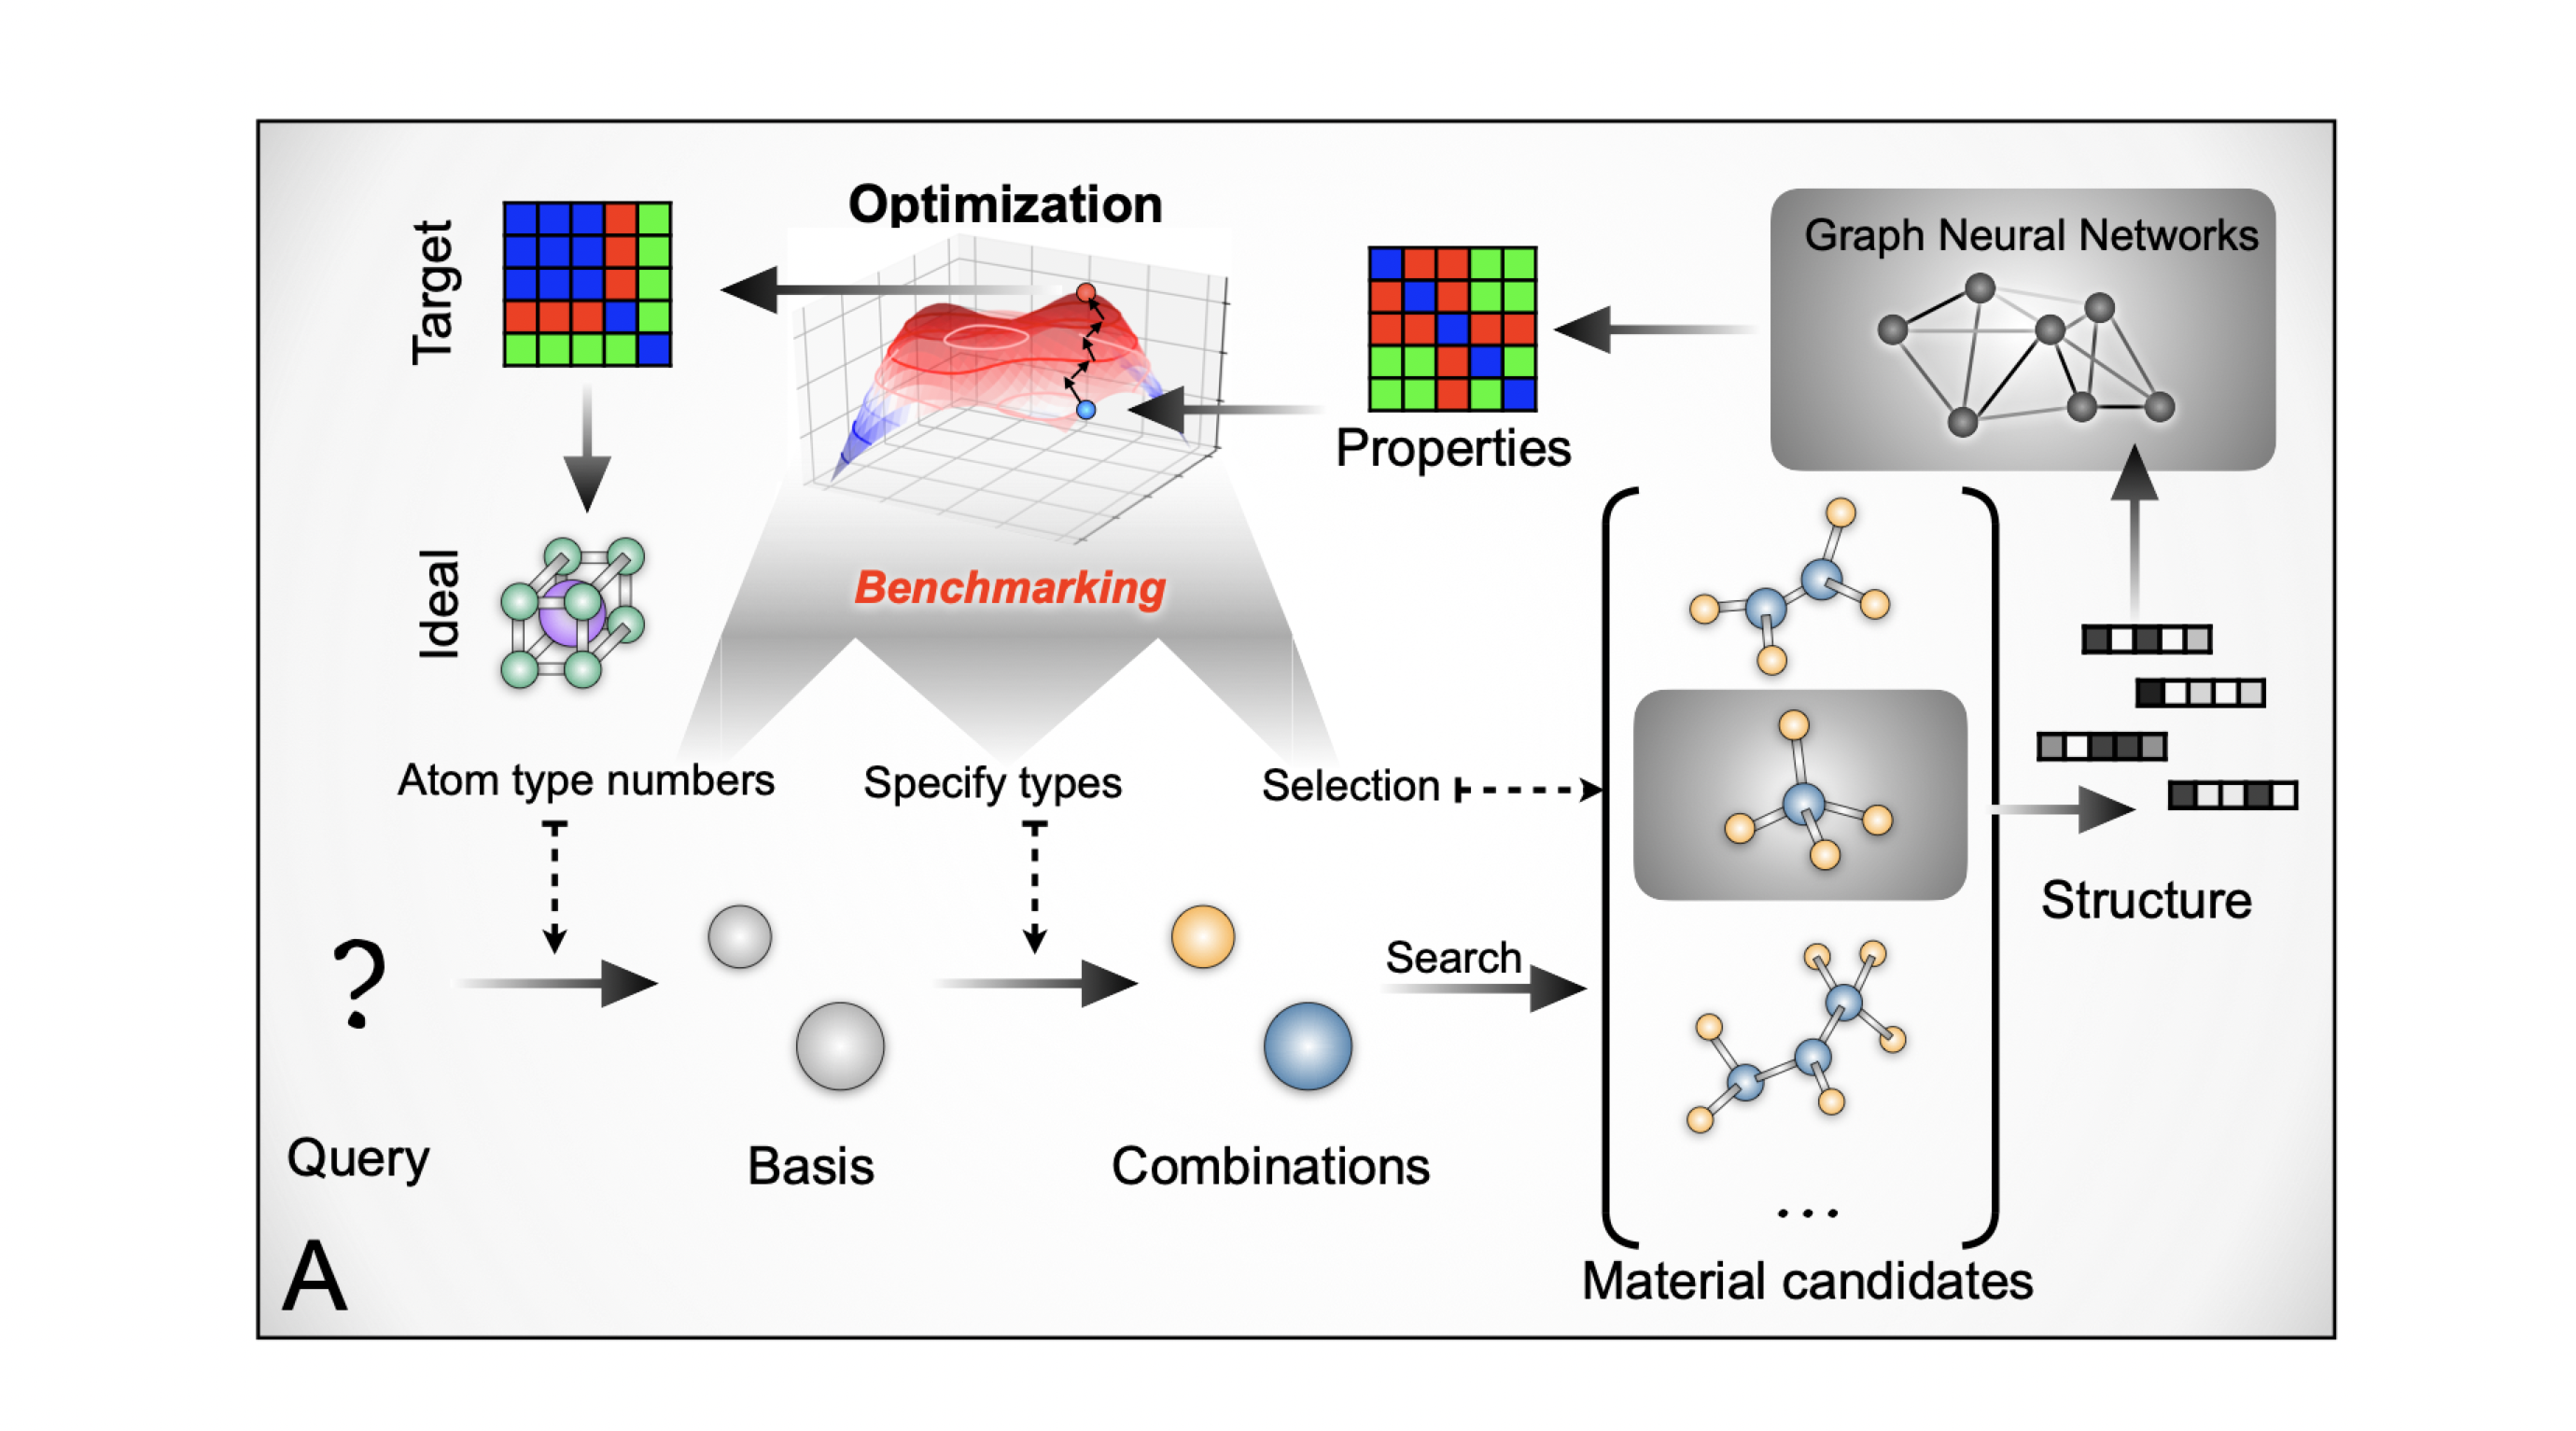 Optimization
Target
Graph Neural Networks
Properties
Ideal
Benchmarking
Atom type numbers
Specify types
Selection
Structure
?
Search
Query
Basis
Combinations
...
Material candidates
A